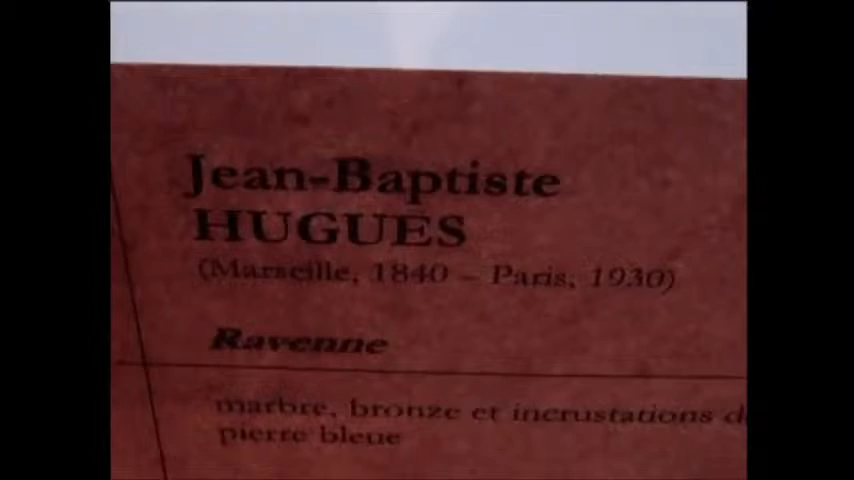 Jean-Baptiste
HUGUES
(Marseille, 1840 – Paris, 1930)
Ravenne
marbre, bronze et incrustations d
pierre bleue